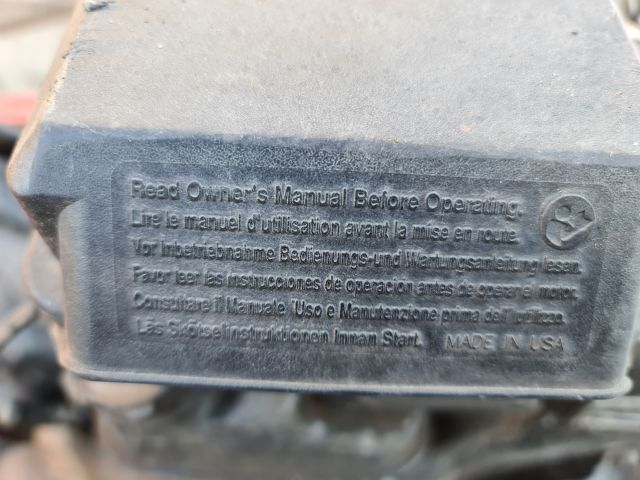 Read Owner's Manual Before Operating.
Lire le manuel d'utilisation avant la mise en route.
Vor Inbetriebnahme Bedienungs-und Wartungsanleitung lesen.
Favor leer las instrucciones de operacion antes de operar el motor.
Consultare il Manuale "Uso e Manutenzione prima dell' utilizzo.
Läs Skötselinstruktionen Innan Start. MADE IN USA